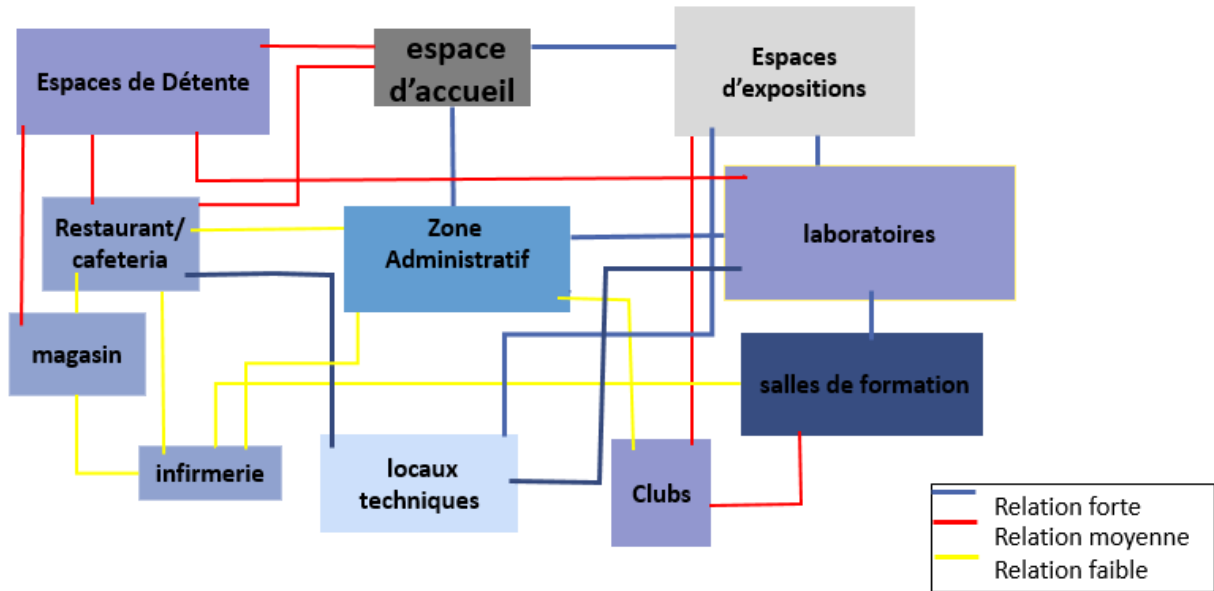 Espaces de Détente
espace
d’accueil
Espaces
d’expositions
Restaurant/
cafeteria
Zone
Administratif
laboratoires
magasin
salles de formation
infirmerie
locaux
techniques
Clubs
Relation forte
Relation moyenne
Relation faible